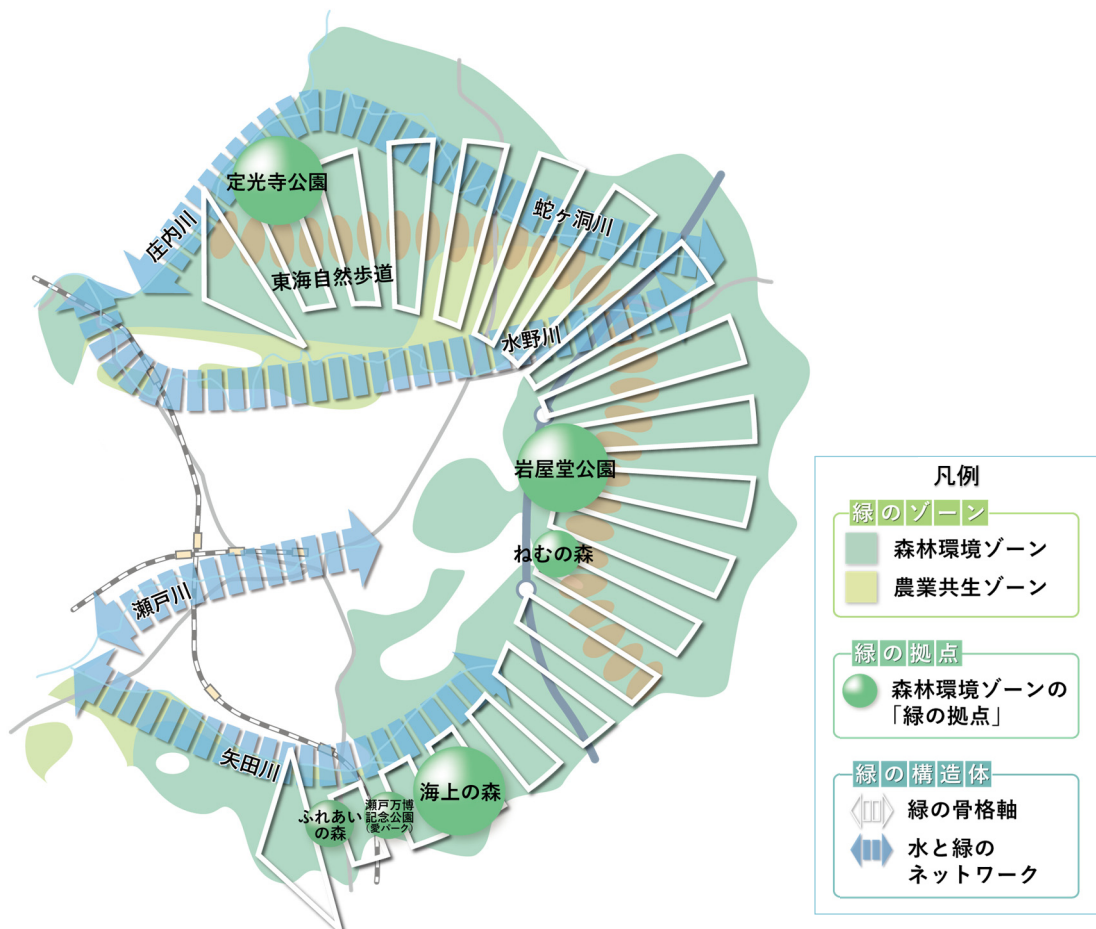 定光寺公園
蛇ヶ洞川
庄内川
東海自然歩道
水野川
岩屋堂公園
ねむの森
瀬戸川
矢田川
海上の森
ふれあい
の森
瀬戸万博
記念公園
(愛パーク)
凡例
緑のゾーン
森林環境ゾーン
農業共生ゾーン
緑の拠点
森林環境ゾーンの
「緑の拠点」
緑の構造体
緑の骨格軸
水と緑の
ネットワーク